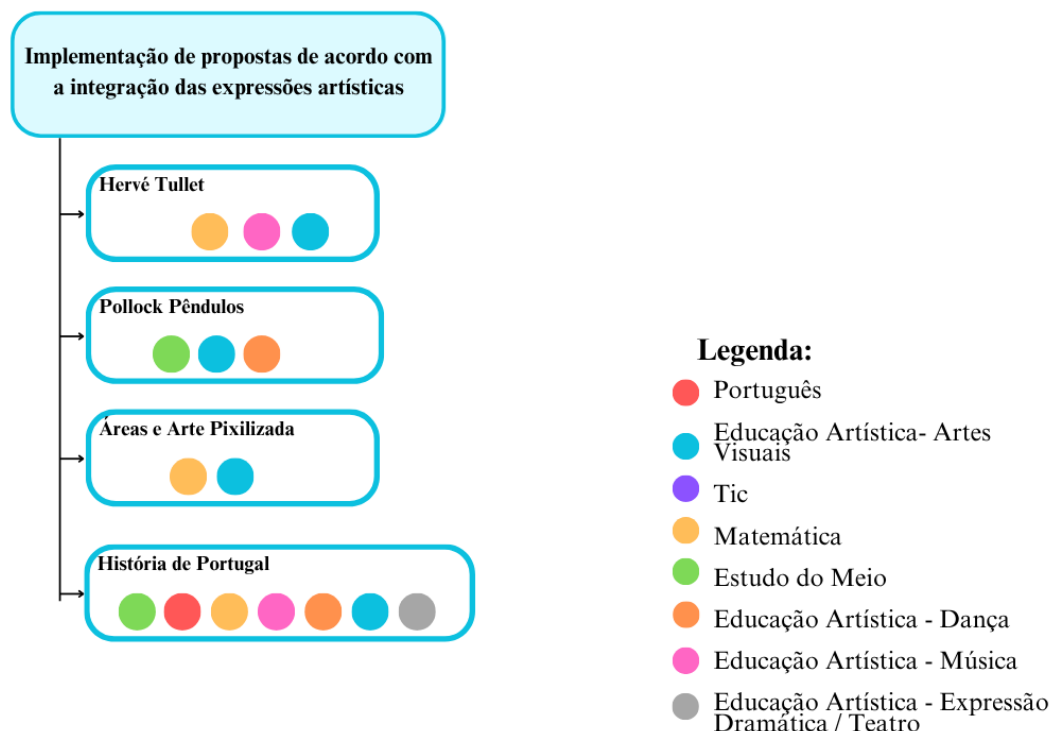 Implementação de propostas de acordo com
a integração das expressões artísticas
Hervé Tullet
Pollock Pêndulos
Áreas e Arte Pixilizada
História de Portugal
Legenda:
Português
Educação Artística- Artes
Visuais
Tic
Matemática
Estudo do Meio
Educação Artística - Dança
Educação Artística - Música
Educação Artística - Expressão
Dramática / Teatro